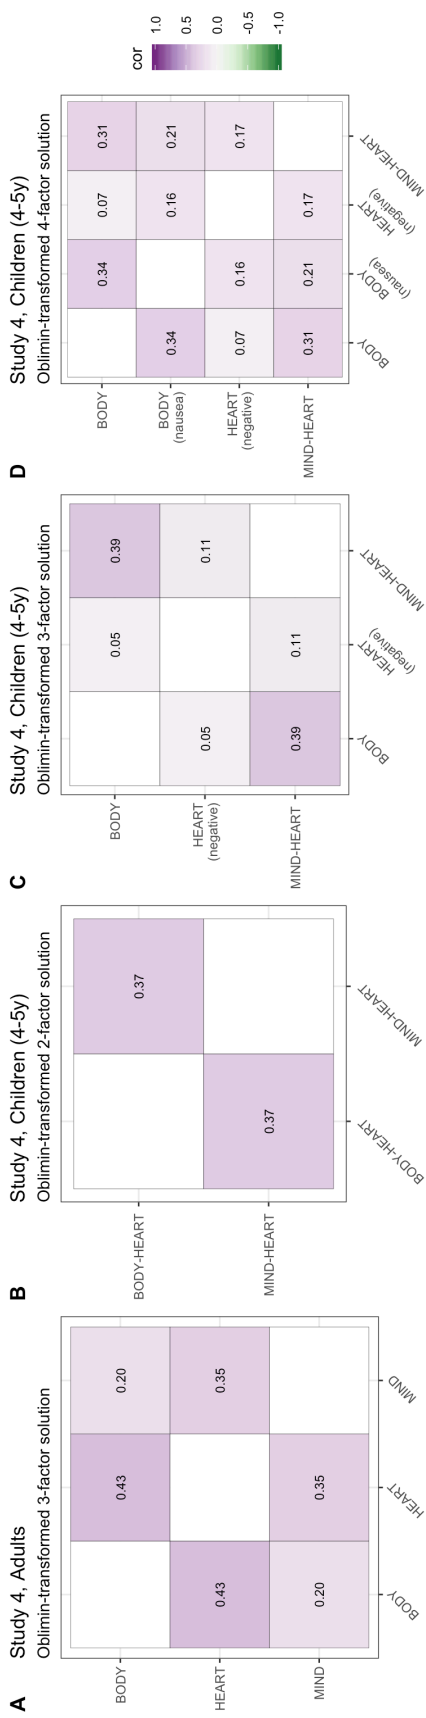 A
Study 4, Adults
Oblimin-transformed 3-factor solution
BODY
0.43
0.20
HEART
0.43
0.35
MIND
0.20
0.35
BODY
HEART
MIND
B
Study 4, Children (4-5y)
Oblimin-transformed 2-factor solution
BODY-HEART
0.37
MIND-HEART
0.37
BODY-HEART
MIND-HEART
C
Study 4, Children (4-5y)
Oblimin-transformed 3-factor solution
BODY
0.05
0.39
HEART
(negative)
0.05
0.11
MIND-HEART
0.39
0.11
BODY
HEART
(negative)
MIND-HEART
D
Study 4, Children (4-5y)
Oblimin-transformed 4-factor solution
BODY
0.34
0.07
0.31
BODY
(nausea)
0.34
0.16
0.21
HEART
(negative)
0.07
0.16
0.17
MIND-HEART
0.31
0.21
0.17
BODY
BODY
(nausea)
HEART
(negative)
MIND-HEART
cor
1.0
0.5
0.0
-0.5
-1.0